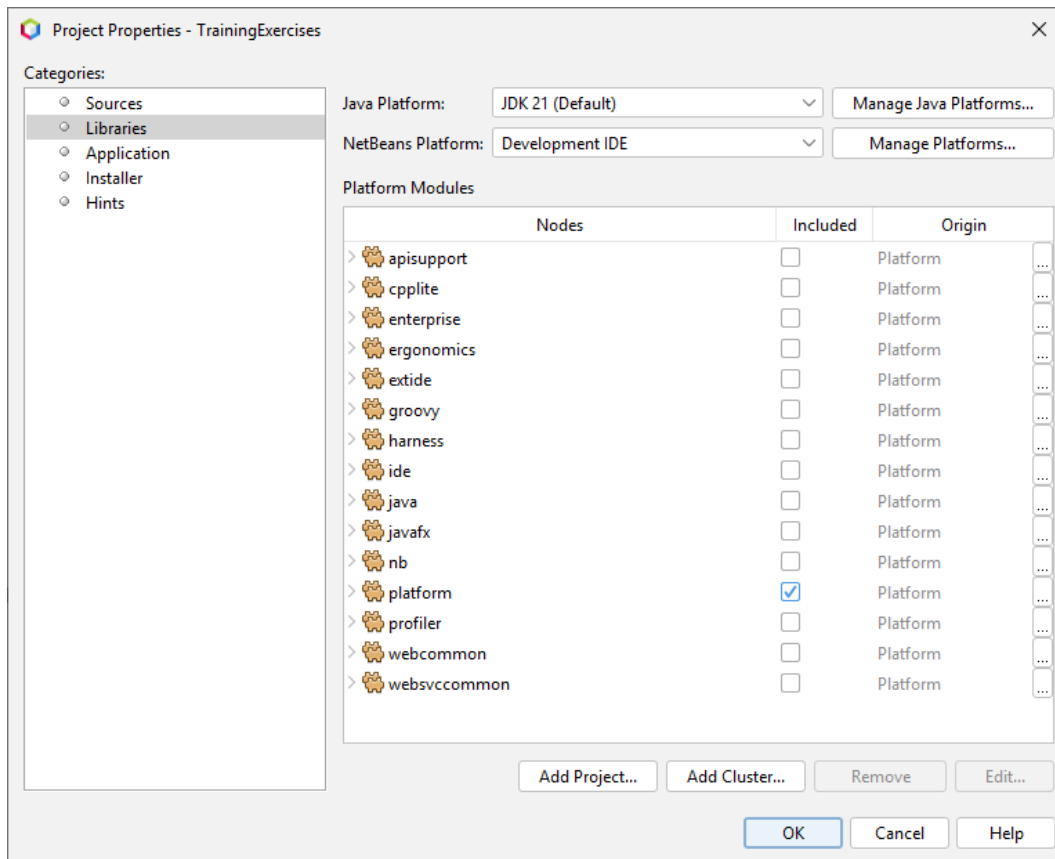 Project Properties - TrainingExercises
Categories:
Sources
Libraries
Application
Installer
Hints
Java Platform: JDK 21 (Default) Manage Java Platforms...
NetBeans Platform: Development IDE Manage Platforms...
Platform Modules
Nodes Included Origin
apisupport Platform ...
cpplite Platform ...
enterprise Platform ...
ergonomics Platform ...
extide Platform ...
groovy Platform ...
harness Platform ...
ide Platform ...
java Platform ...
javafx Platform ...
nb Platform ...
platform Platform ...
profiler Platform ...
webcommon Platform ...
websvccommon Platform ...
Add Project... Add Cluster... Remove Edit...
OK Cancel Help